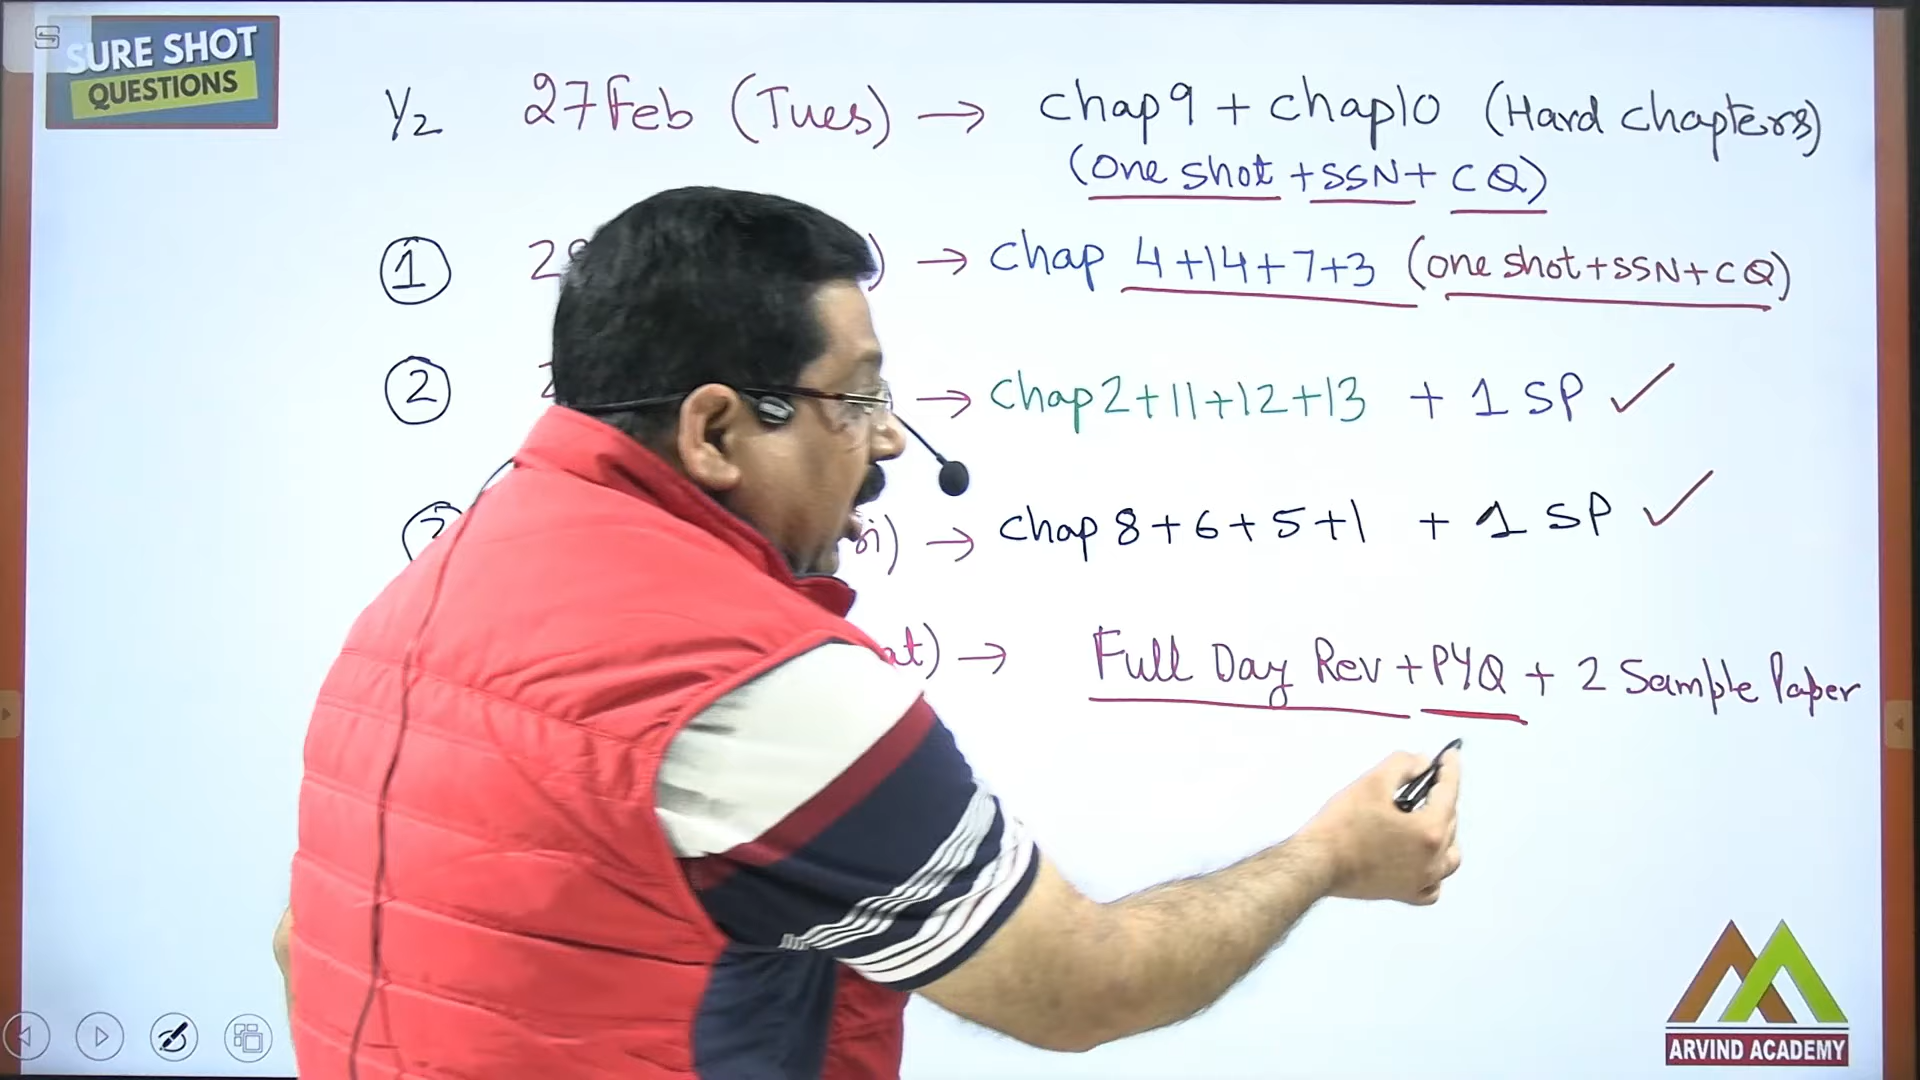 SURE SHOT
QUESTIONS
1/2 27 Feb (Tues) → chap 9 + chap10 (Hard chapters)
(one shot + SSN + CQ)
① → chap 4+14+7+3 (one shot+SSN+CQ)
② → chap 2+11+12+13 + 1 SP ✓
→ chap 8+6+5+1 + 1 SP ✓
→ Full Day Rev + PYQ + 2 Sample Paper
ARVIND ACADEMY